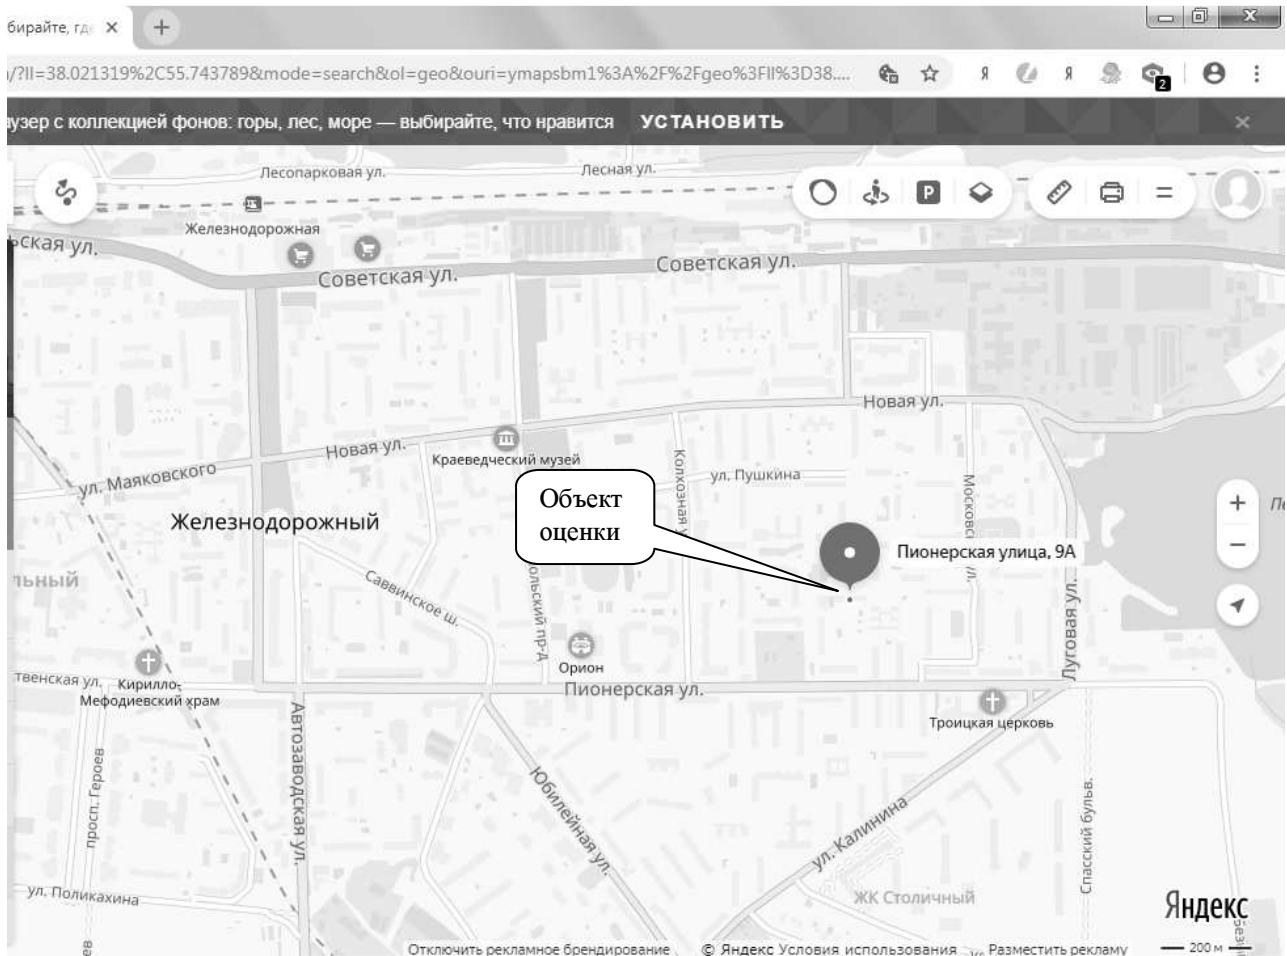 бирайте, где
/?ll=38.021319%2C55.743789&mode=search&ol=geo&ouri=ymapsbm1%3A%2F%2Fgeo%3Fll%3D38....
Я
Я
2
узер с коллекцией фонов: горы, лес, море — выбирайте, что нравится УСТАНОВИТЬ
Лесопарковая ул.
Лесная ул.
P
Железнодорожная
ская ул.
Советская ул.
Советская ул.
Новая ул.
Новая ул.
Краеведческий музей
ул. Маяковского
Колхозная у
ул. Пушкина
Московс
ул.
Объект
оценки
Железнодорожный
Пионерская улица, 9А
льный
Саввинское ш.
ольский пр-д
Луговая ул.
Орион
твенская ул.
Кирилло-
Мефодиевский храм
Пионерская ул.
Троицкая церковь
Автозаводская ул.
просп. Героев
Юбилейная ул.
ул. Калинина
Спасский бульв.
ул. Поликахина
ЖК Столичный
Яндекс
Отключить рекламное брендирование © Яндекс Условия использования Разместить рекламу 200 м